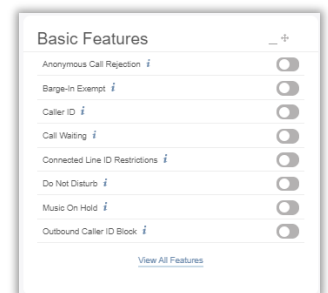 Basic Features
Anonymous Call Rejection i
Barge-In Exempt i
Caller ID i
Call Waiting i
Connected Line ID Restrictions i
Do Not Disturb i
Music On Hold i
Outbound Caller ID Block i
View All Features